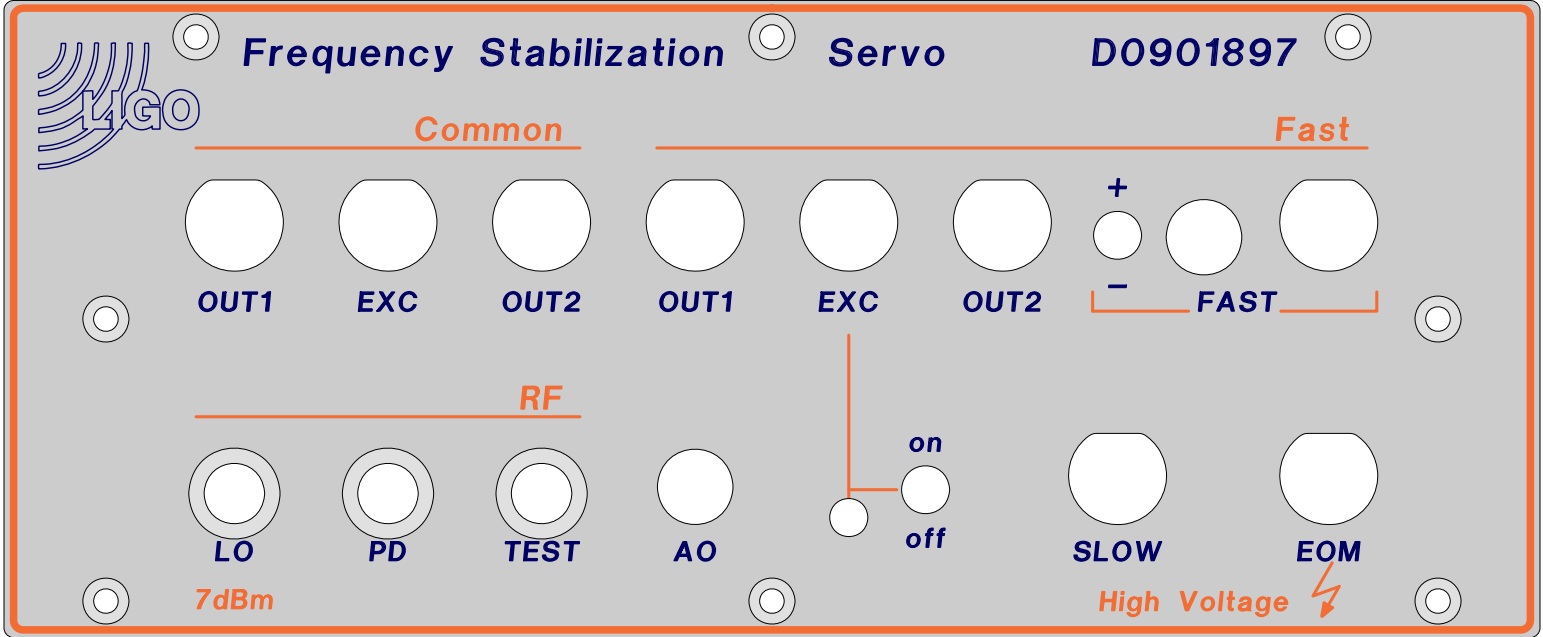 Frequency Stabilization Servo D0901897
LIGO
Common Fast
+
OUT1 EXC OUT2 OUT1 EXC OUT2 − FAST
RF
on
off
LO PD TEST AO SLOW EOM
7dBm High Voltage